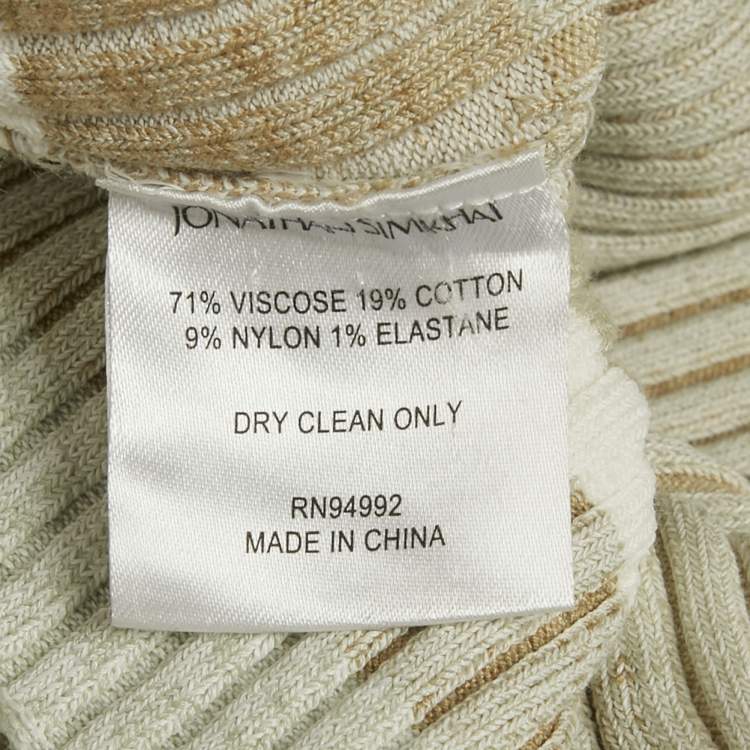 JONATHAN SIMKHAI
71% VISCOSE 19% COTTON
9% NYLON 1% ELASTANE
DRY CLEAN ONLY
RN94992
MADE IN CHINA